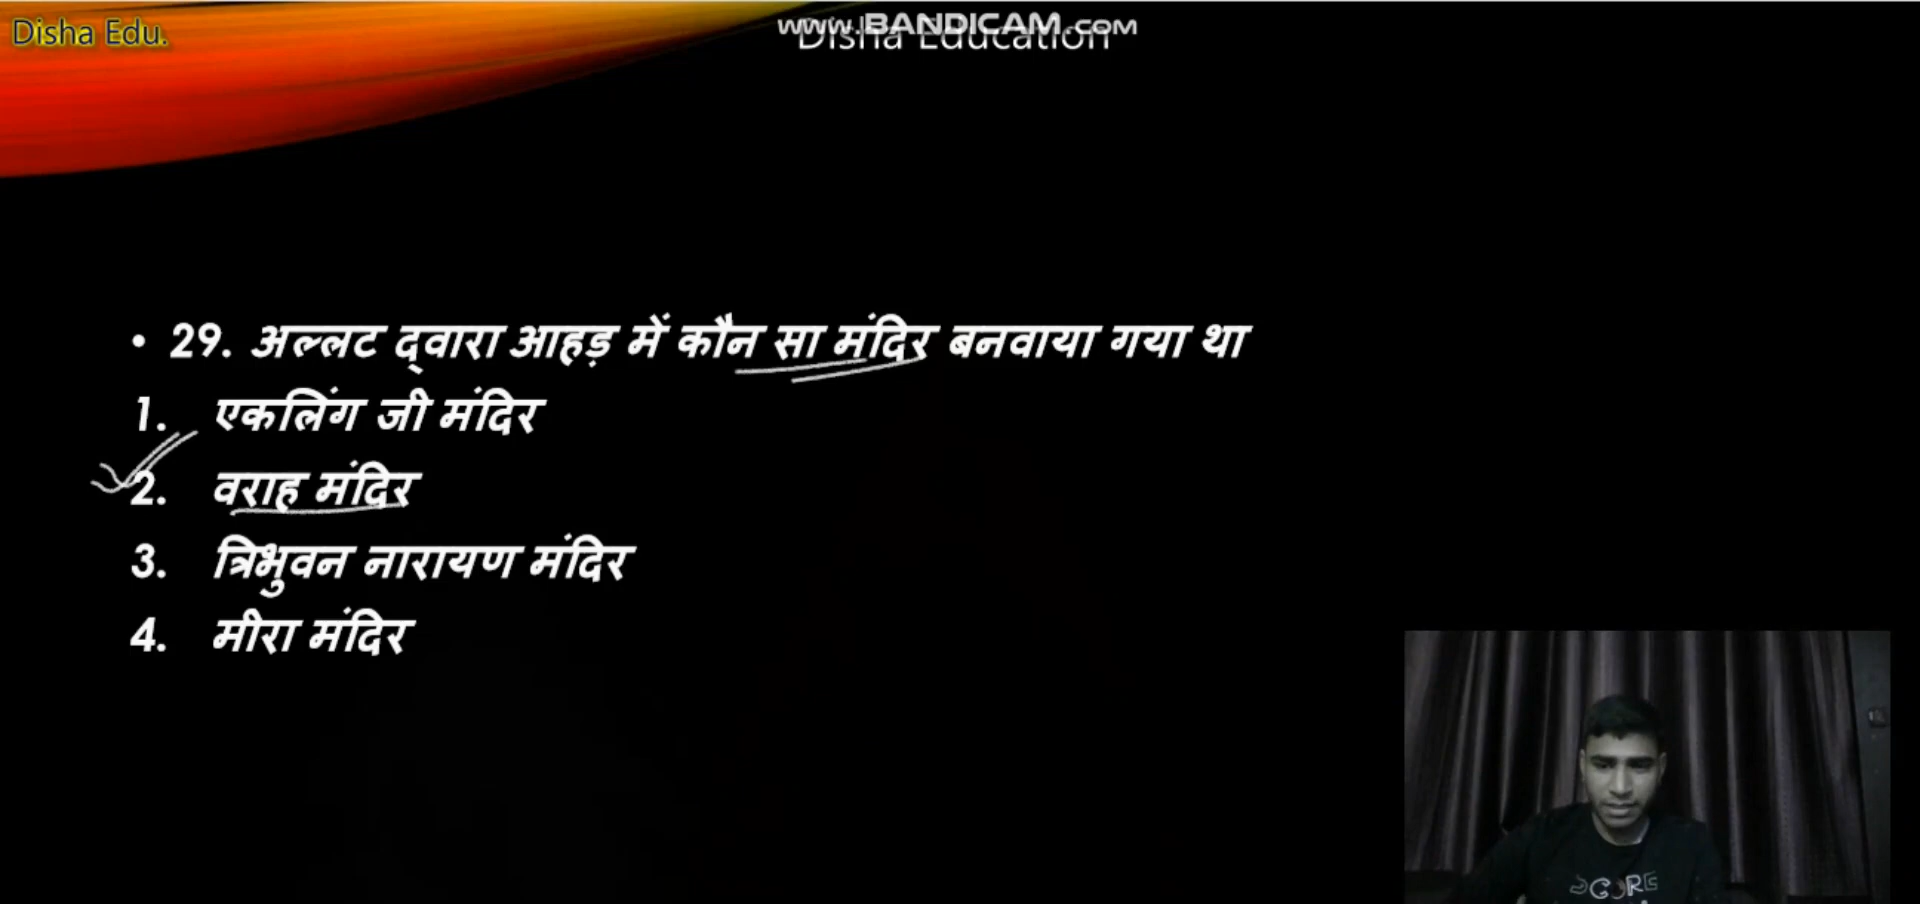 Disha Edu.
www.BANDICAM.COM
Disha Education
• 29. अल्लट द्वारा आहड़ में कौन सा मंदिर बनवाया गया था
1. एकलिंग जी मंदिर
2. वराह मंदिर
3. त्रिभुवन नारायण मंदिर
4. मीरा मंदिर